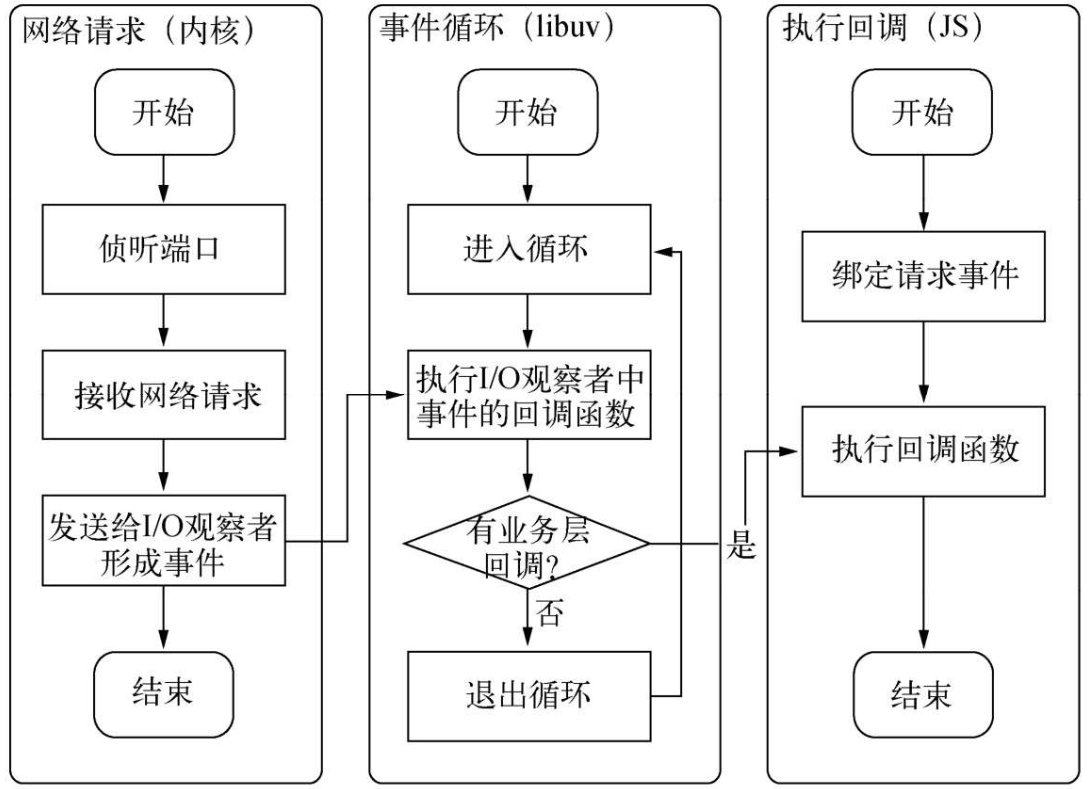 网络请求（内核）
开始
侦听端口
接收网络请求
发送给I/O观察者
形成事件
结束
事件循环（libuv）
开始
进入循环
执行I/O观察者中
事件的回调函数
有业务层
回调?
是
否
退出循环
执行回调（JS）
开始
绑定请求事件
执行回调函数
结束